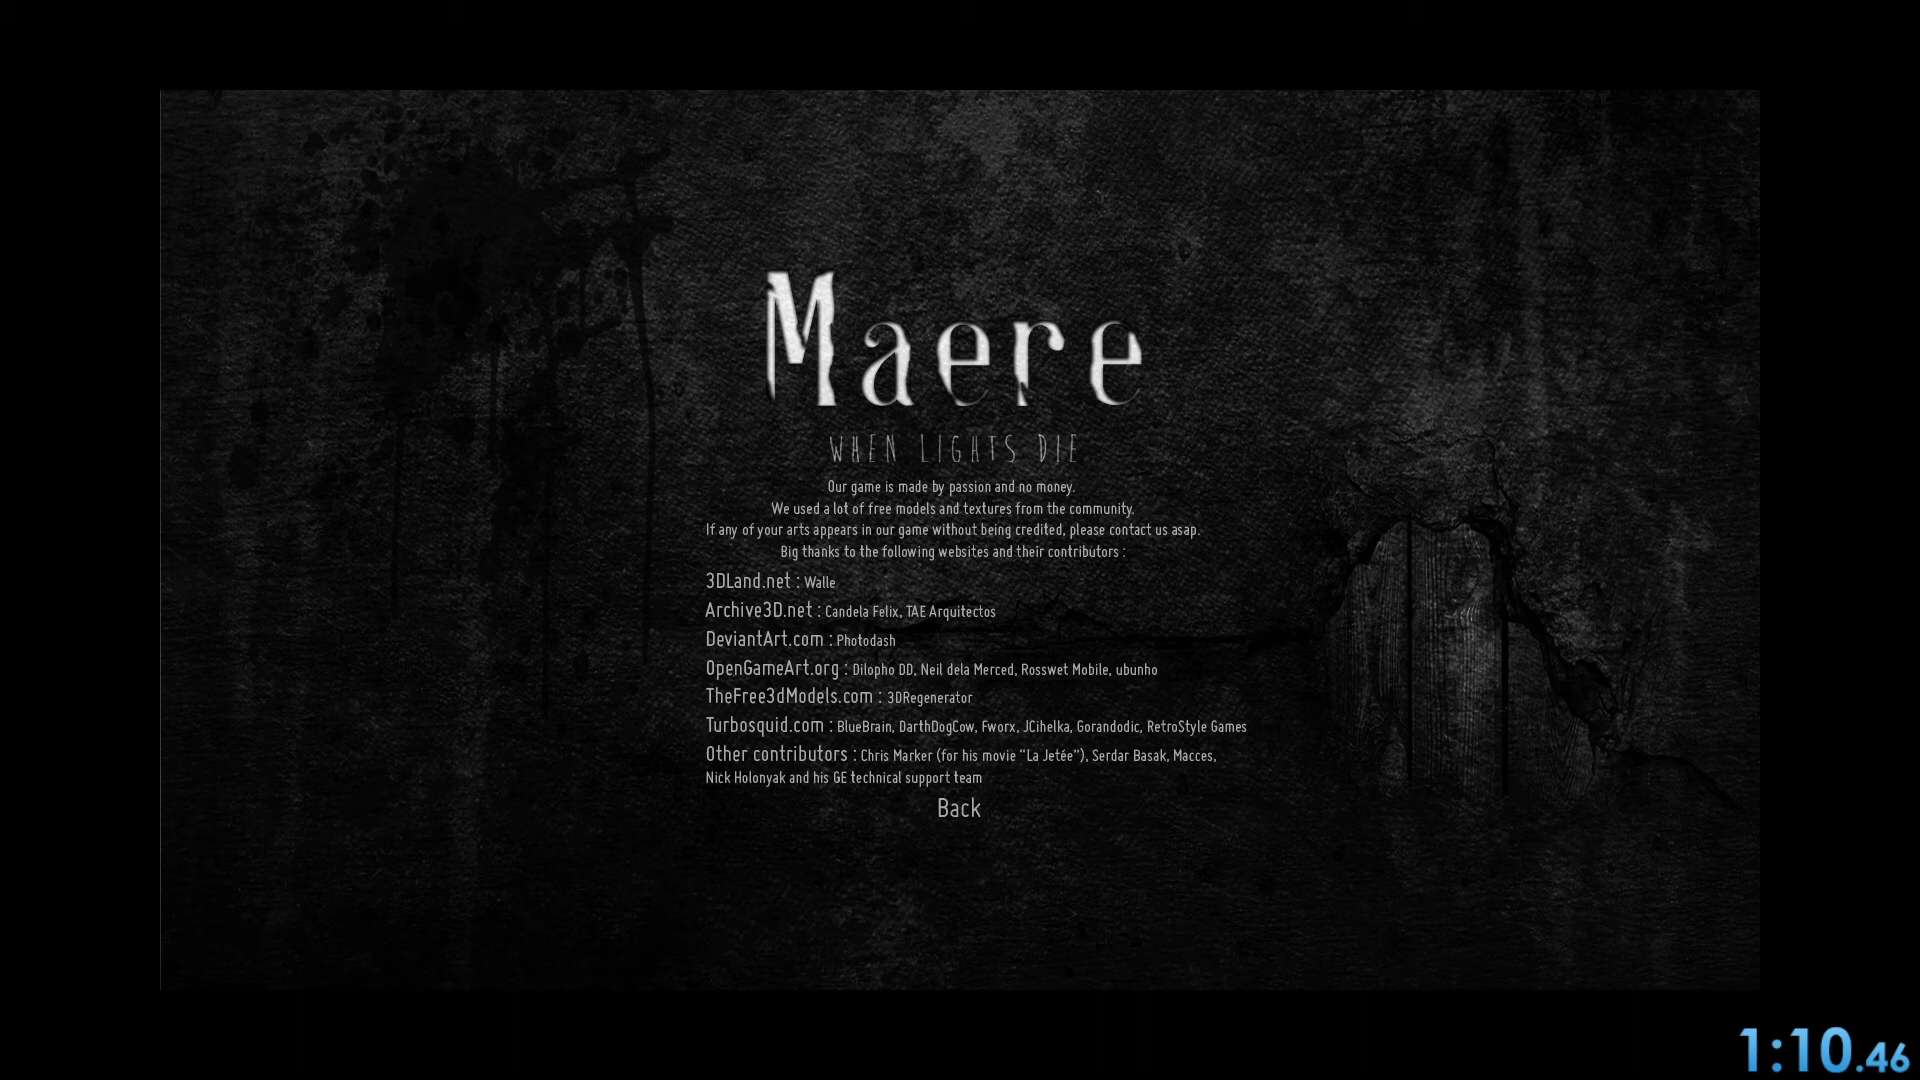 Maere
WHEN LIGHTS DIE
Our game is made by passion and no money.
We used a lot of free models and textures from the community.
If any of your arts appears in our game without being credited, please contact us asap.
Big thanks to the following websites and their contributors :
3DLand.net : Walle
Archive3D.net : Candela Felix, TAE Arquitectos
DeviantArt.com : Photodash
OpenGameArt.org : Dilopho DD, Neil dela Merced, Rosswet Mobile, ubunho
TheFree3dModels.com : 3DRegenerator
Turbosquid.com : BlueBrain, DarthDogCow, Fworx, JCihelka, Gorandodic, RetroStyle Games
Other contributors : Chris Marker (for his movie “La Jetée”), Serdar Basak, Macces,
Nick Holonyak and his GE technical support team
Back
1:10.46